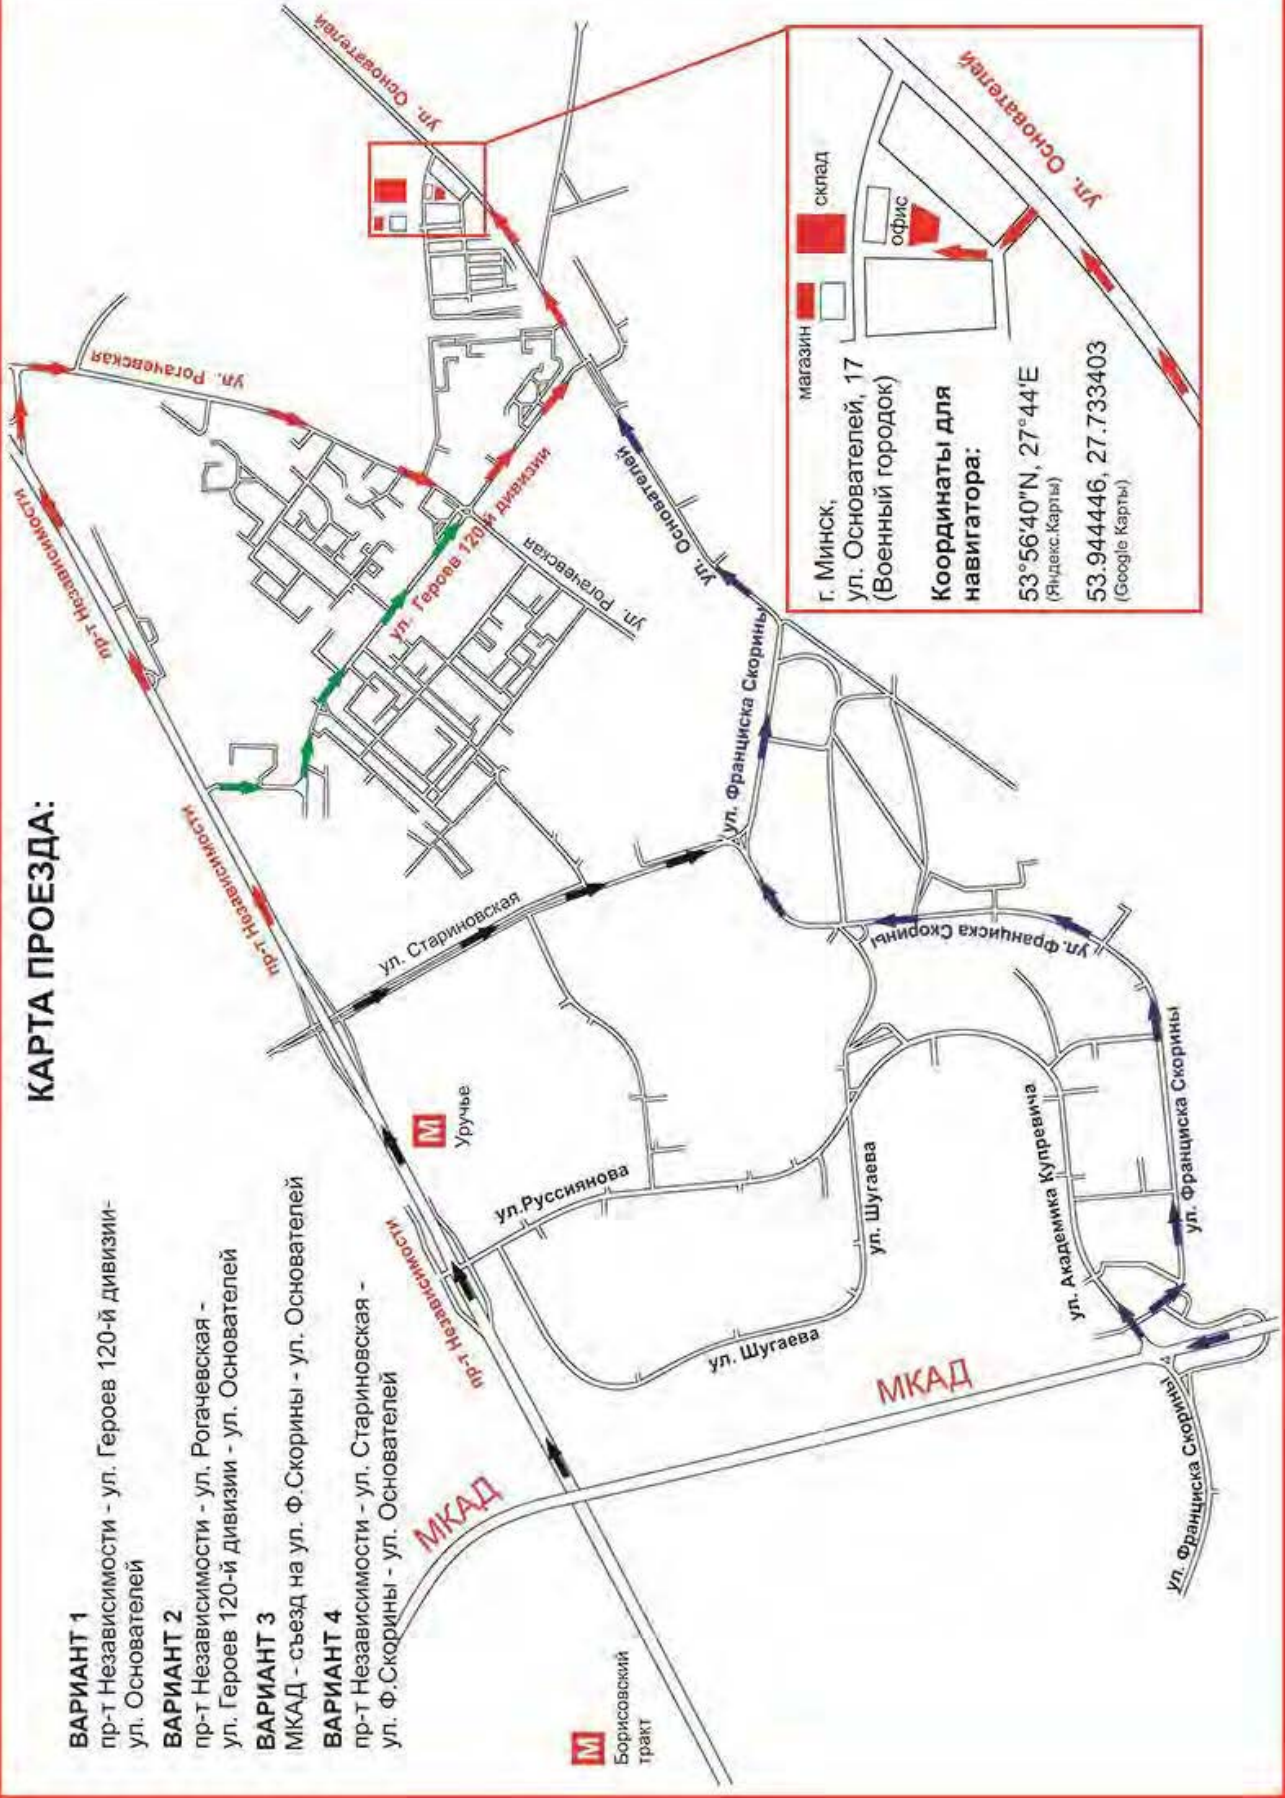 КАРТА ПРОЕЗДА:
ВАРИАНТ 1
пр-т Независимости - ул. Героев 120-й дивизии-
ул. Основателей
ВАРИАНТ 2
пр-т Независимости - ул. Рогачевская -
ул. Героев 120-й дивизии - ул. Основателей
ВАРИАНТ 3
МКАД - съезд на ул. Ф.Скорины - ул. Основателей
ВАРИАНТ 4
пр-т Независимости - ул. Стариновская -
ул. Ф.Скорины - ул. Основателей
М
Борисовский
тракт
МКАД
МКАД
пр-т Независимости
М
Уручье
пр-т Независимости
пр-т Независимости
пр-т Независимости
ул. Рогачевская
ул. Рогачевская
ул. Героев 120-й дивизии
ул. Стариновская
ул.Руссиянова
ул. Шугаева
ул. Шугаева
ул. Академика Купревича
ул. Франциска Скорины
ул. Франциска Скорины
ул. Франциска Скорины
ул. Франциска Скорины
ул. Основателей
ул. Основателей
магазин
склад
офис
ул. Основателей
г. Минск,
ул. Основателей, 17
(Военный городок)
Координаты для
навигатора:
53°56'40"N, 27°44'E
(Яндекс.Карты)
53.9444446, 27.733403
(Google Карты)